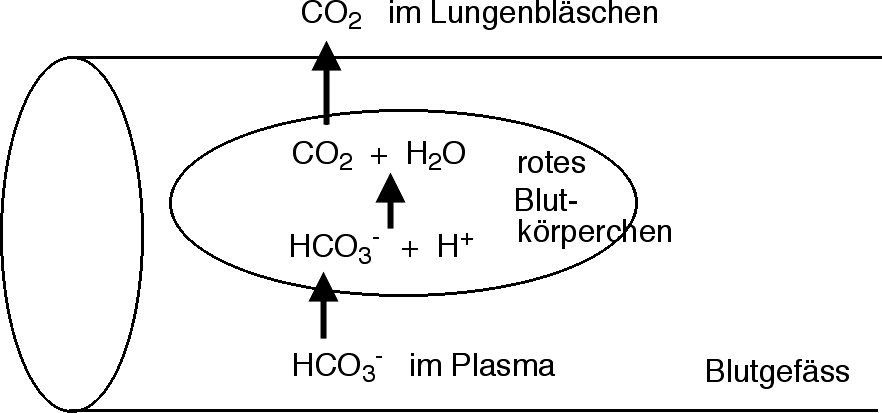 CO₂ im Lungenbläschen
CO₂ + H₂O
rotes
Blut-
körperchen
HCO₃⁻ + H⁺
HCO₃⁻ im Plasma
Blutgefäss